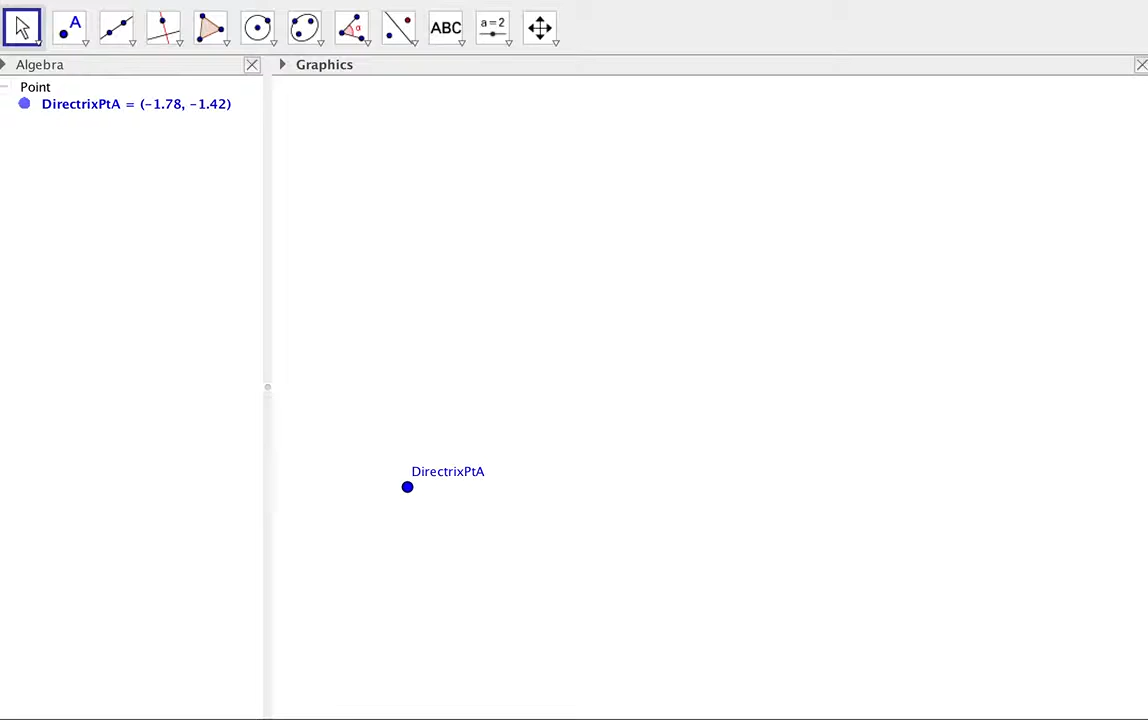 A
α
ABC
a=2
Algebra
Graphics
Point
DirectrixPtA = (-1.78, -1.42)
DirectrixPtA